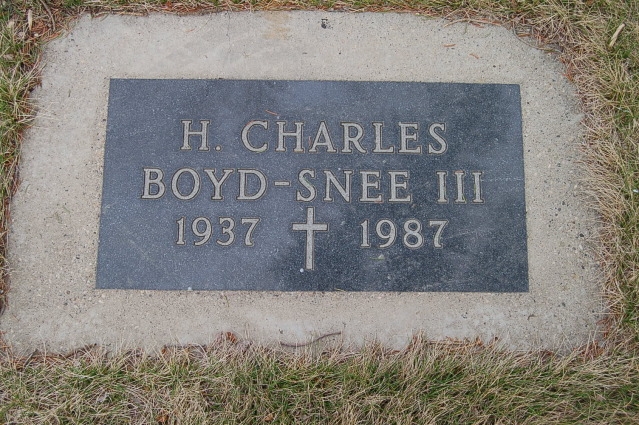 H. CHARLES
BOYD-SNEE III
1937 1987